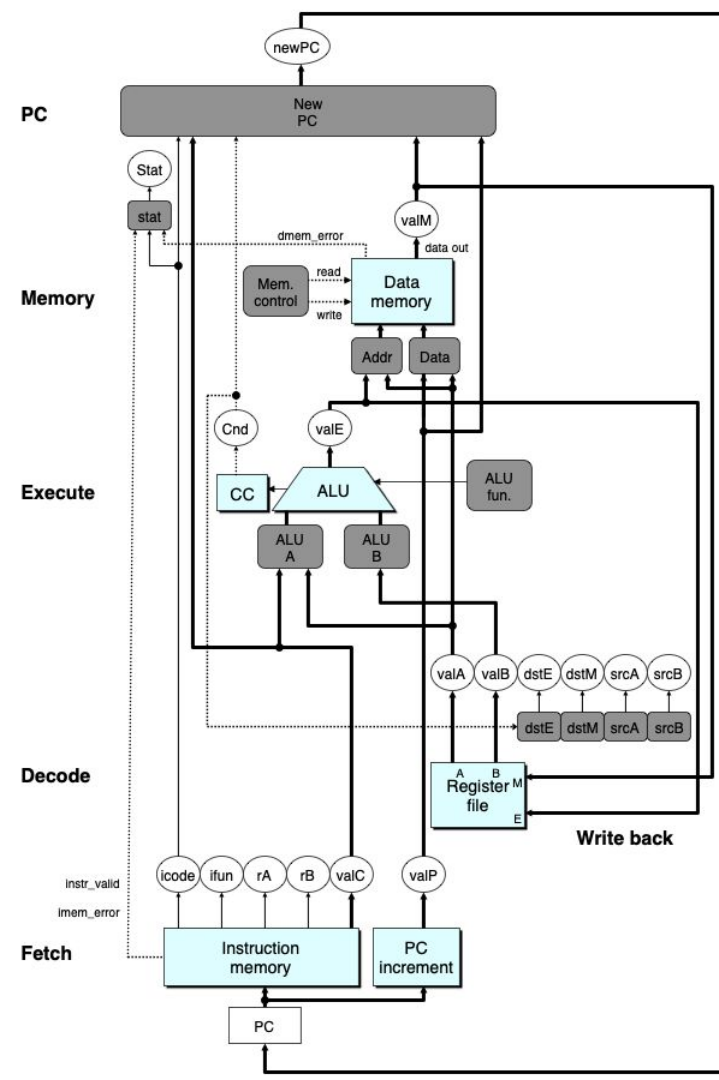 newPC
PC
New
PC
Stat
stat
valM
dmem_error
data out
Memory
Mem.
control
read
write
Data
memory
Addr
Data
Cnd
valE
Execute
CC
ALU
ALU
fun.
ALU
A
ALU
B
valA
valB
dstE
dstM
srcA
srcB
dstE
dstM
srcA
srcB
Decode
A
B
Register
file
M
E
Write back
instr_valid
imem_error
icode
ifun
rA
rB
valC
valP
Fetch
Instruction
memory
PC
increment
PC